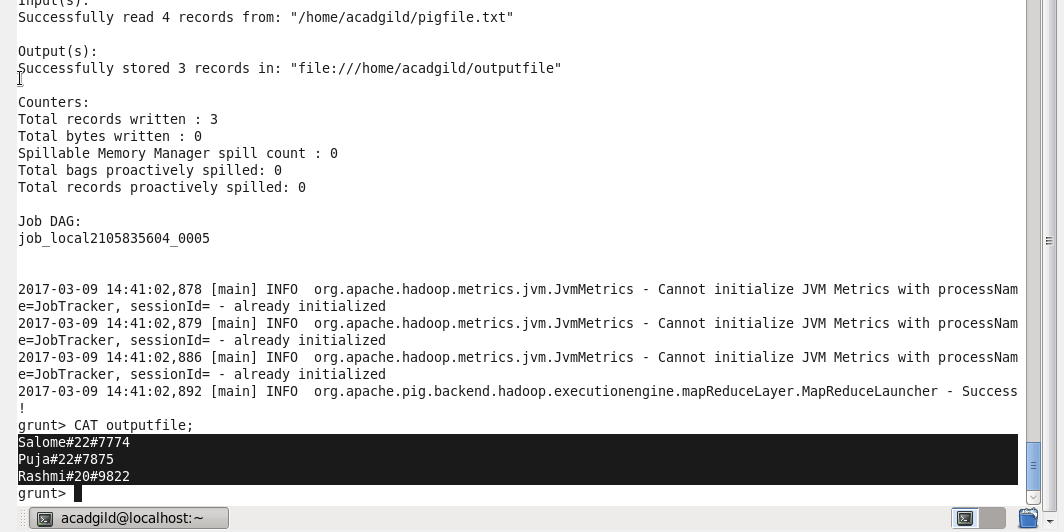 Input(s):
Successfully read 4 records from: "/home/acadgild/pigfile.txt"
Output(s):
Successfully stored 3 records in: "file:///home/acadgild/outputfile"
Counters:
Total records written : 3
Total bytes written : 0
Spillable Memory Manager spill count : 0
Total bags proactively spilled: 0
Total records proactively spilled: 0
Job DAG:
job_local2105835604_0005
2017-03-09 14:41:02,878 [main] INFO  org.apache.hadoop.metrics.jvm.JvmMetrics - Cannot initialize JVM Metrics with processNam
e=JobTracker, sessionId= - already initialized
2017-03-09 14:41:02,879 [main] INFO  org.apache.hadoop.metrics.jvm.JvmMetrics - Cannot initialize JVM Metrics with processNam
e=JobTracker, sessionId= - already initialized
2017-03-09 14:41:02,886 [main] INFO  org.apache.hadoop.metrics.jvm.JvmMetrics - Cannot initialize JVM Metrics with processNam
e=JobTracker, sessionId= - already initialized
2017-03-09 14:41:02,892 [main] INFO  org.apache.pig.backend.hadoop.executionengine.mapReduceLayer.MapReduceLauncher - Success
!
grunt> CAT outputfile;
Salome#22#7774
Puja#22#7875
Rashmi#20#9822
grunt>
acadgild@localhost:~